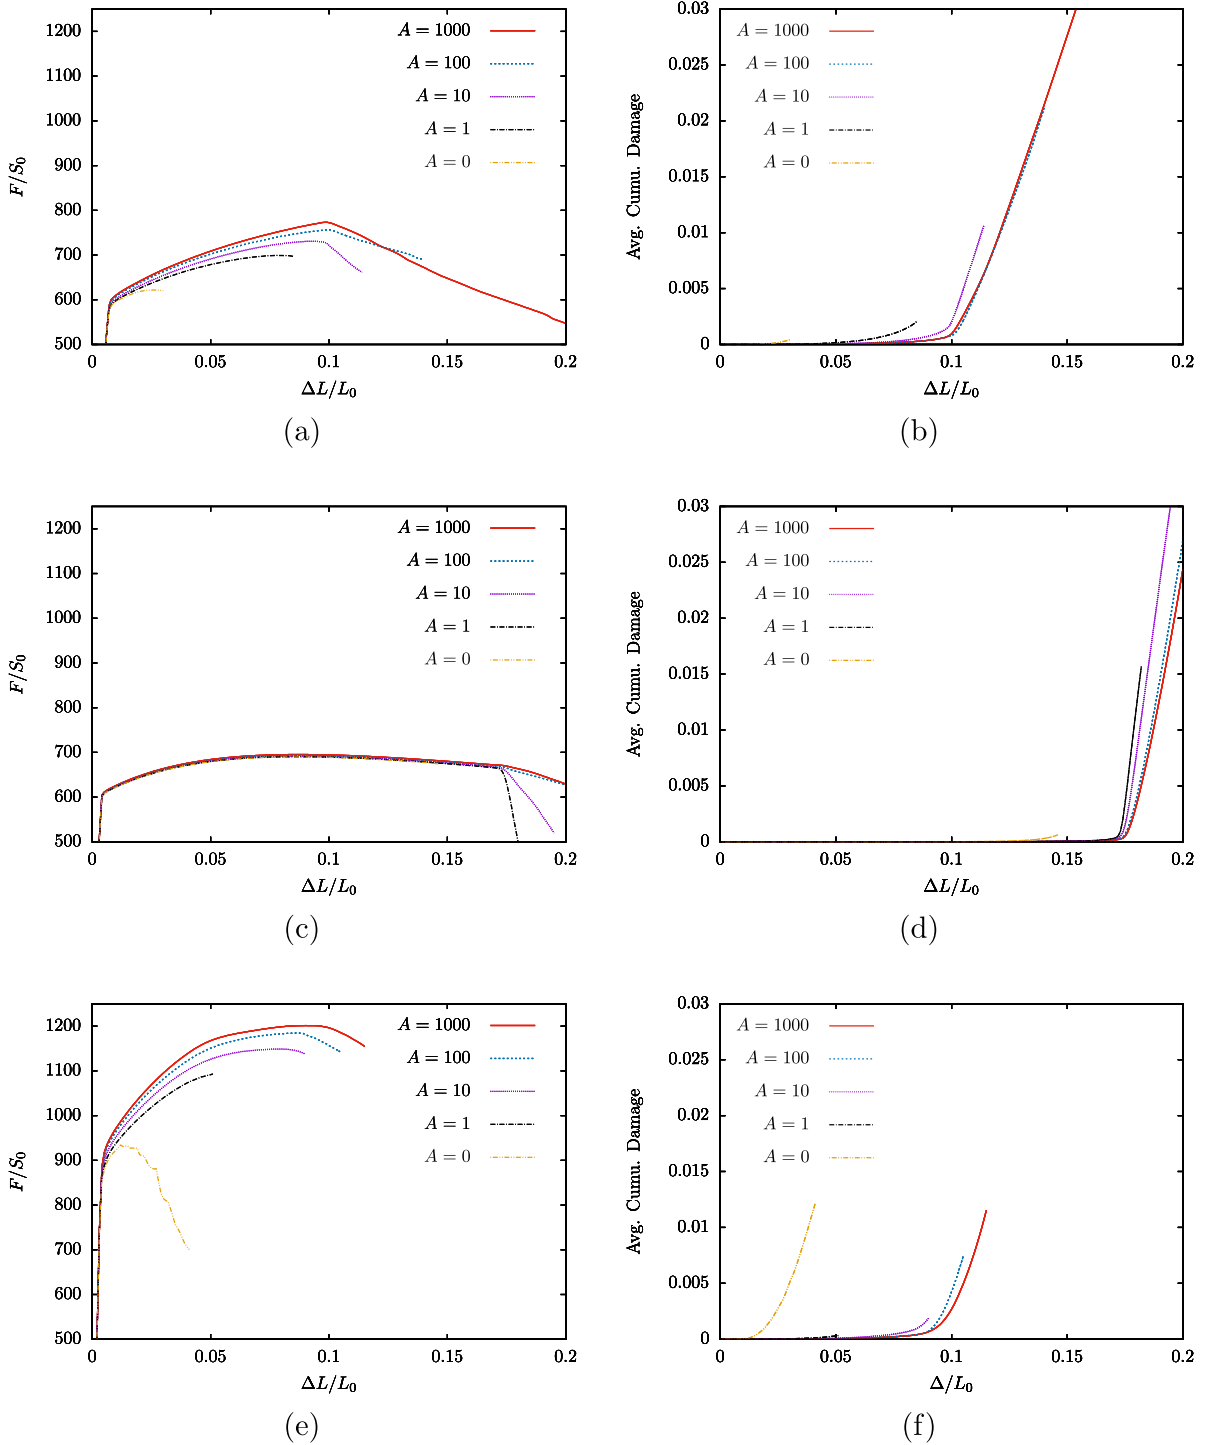 1200
1100
1000
900
800
700
600
500
F/S₀
A = 1000
A = 100
A = 10
A = 1
A = 0
0
0.05
0.1
0.15
0.2
ΔL/L₀
(a)
0.03
0.025
0.02
0.015
0.01
0.005
0
Avg. Cumu. Damage
A = 1000
A = 100
A = 10
A = 1
A = 0
0
0.05
0.1
0.15
0.2
ΔL/L₀
(b)
1200
1100
1000
900
800
700
600
500
F/S₀
A = 1000
A = 100
A = 10
A = 1
A = 0
0
0.05
0.1
0.15
0.2
ΔL/L₀
(c)
0.03
0.025
0.02
0.015
0.01
0.005
0
Avg. Cumu. Damage
A = 1000
A = 100
A = 10
A = 1
A = 0
0
0.05
0.1
0.15
0.2
ΔL/L₀
(d)
1200
1100
1000
900
800
700
600
500
F/S₀
A = 1000
A = 100
A = 10
A = 1
A = 0
0
0.05
0.1
0.15
0.2
ΔL/L₀
(e)
0.03
0.025
0.02
0.015
0.01
0.005
0
Avg. Cumu. Damage
A = 1000
A = 100
A = 10
A = 1
A = 0
0
0.05
0.1
0.15
0.2
Δ/L₀
(f)